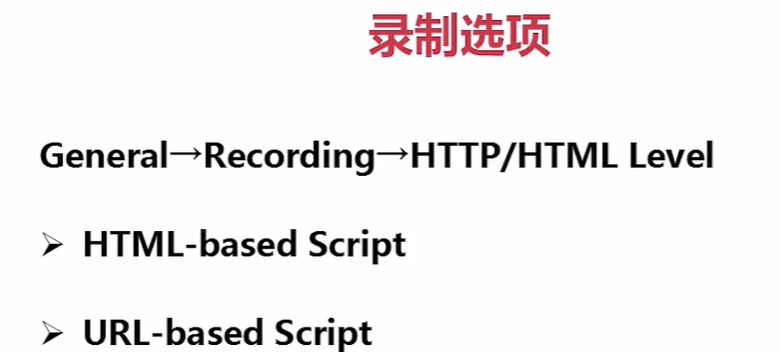 录制选项
General→Recording→HTTP/HTML Level
➢ HTML-based Script
➢ URL-based Script